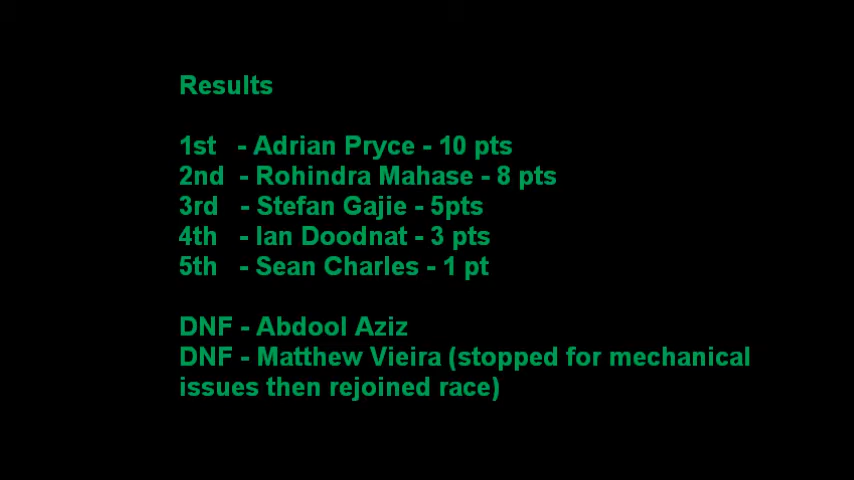 Results
1st - Adrian Pryce - 10 pts
2nd - Rohindra Mahase - 8 pts
3rd - Stefan Gajie - 5pts
4th - Ian Doodnat - 3 pts
5th - Sean Charles - 1 pt
DNF - Abdool Aziz
DNF - Matthew Vieira (stopped for mechanical
issues then rejoined race)